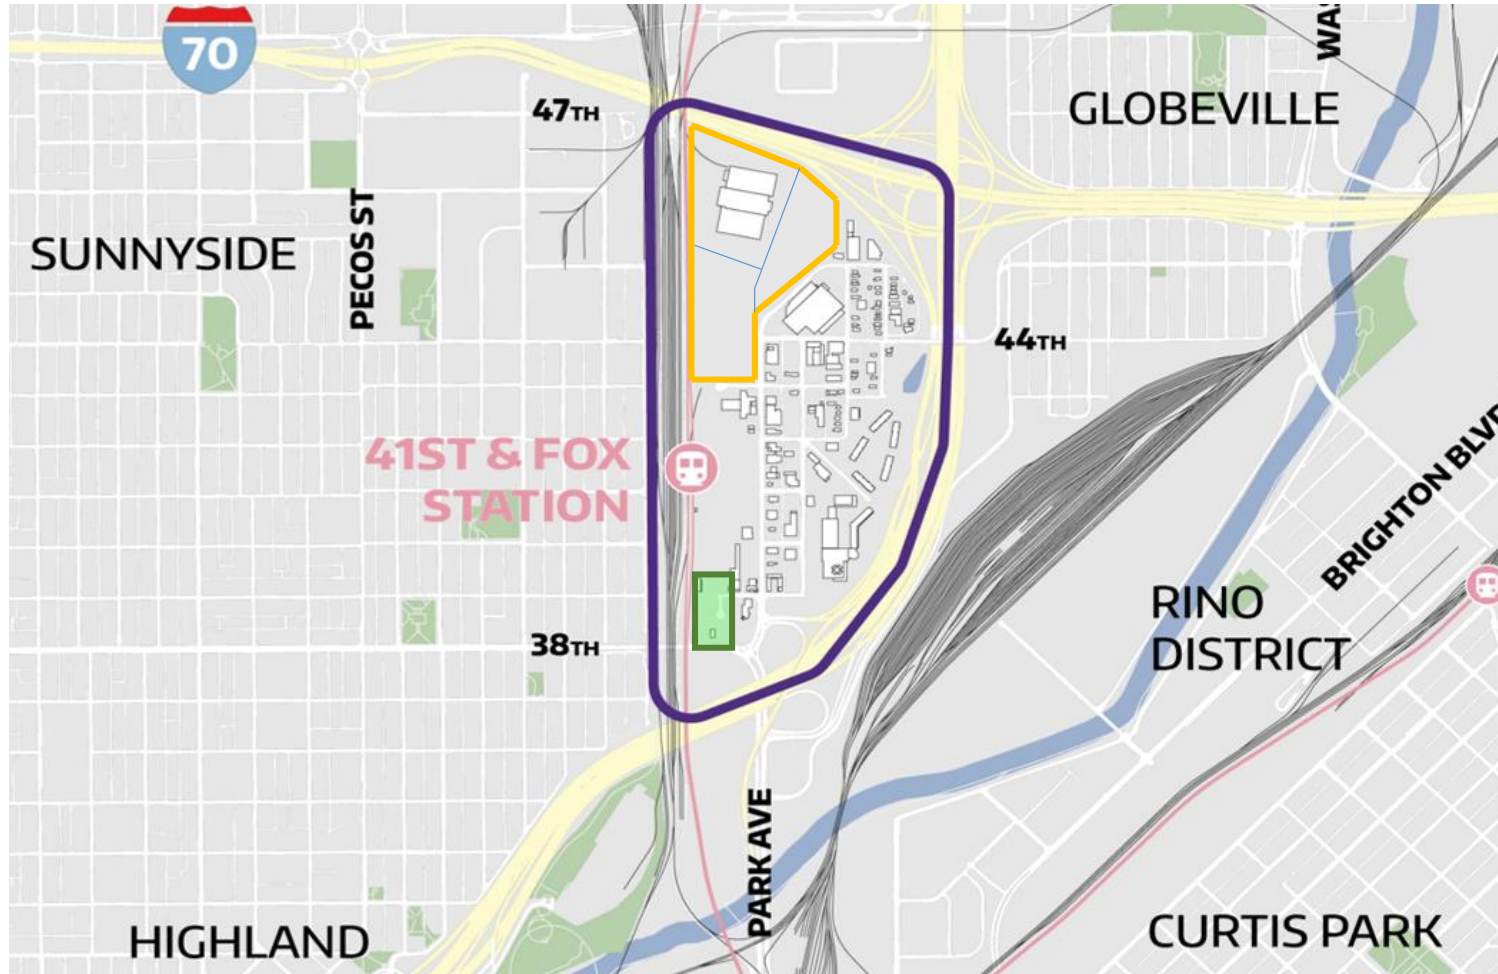 WAS
70
GLOBEVILLE
47TH
PECOS ST
SUNNYSIDE
44TH
41ST & FOX
STATION
BRIGHTON BLVD
RINO
DISTRICT
38TH
PARK AVE
HIGHLAND
CURTIS PARK